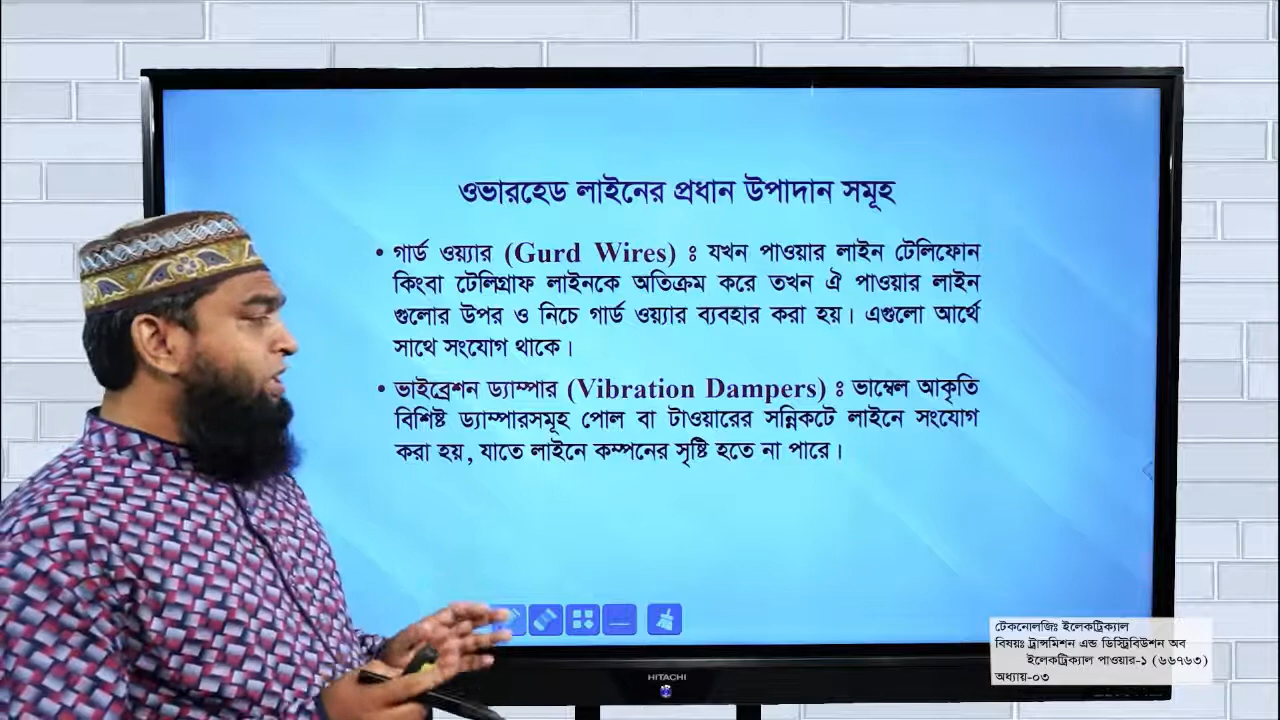 ওভারহেড লাইনের প্রধান উপাদান সমূহ
• গার্ড ওয়্যার (Gurd Wires) ঃ যখন পাওয়ার লাইন টেলিফোন
কিংবা টেলিগ্রাফ লাইনকে অতিক্রম করে তখন ঐ পাওয়ার লাইন
গুলোর উপর ও নিচে গার্ড ওয়্যার ব্যবহার করা হয়। এগুলো আর্থে
সাথে সংযোগ থাকে।
• ভাইব্রেশন ড্যাম্পার (Vibration Dampers) ঃ ভাম্বেল আকৃতি
বিশিষ্ট ড্যাম্পারসমূহ পোল বা টাওয়ারের সন্নিকটে লাইনে সংযোগ
করা হয়, যাতে লাইনে কম্পনের সৃষ্টি হতে না পারে।
HITACHI
টেকনোলজিঃ ইলেকট্রিক্যাল
বিষয়ঃ ট্রান্সমিশন এন্ড ডিস্ট্রিবিউশন অব
ইলেকট্রিক্যাল পাওয়ার-১ (৬৬৭৬৩)
অধ্যায়-০৩